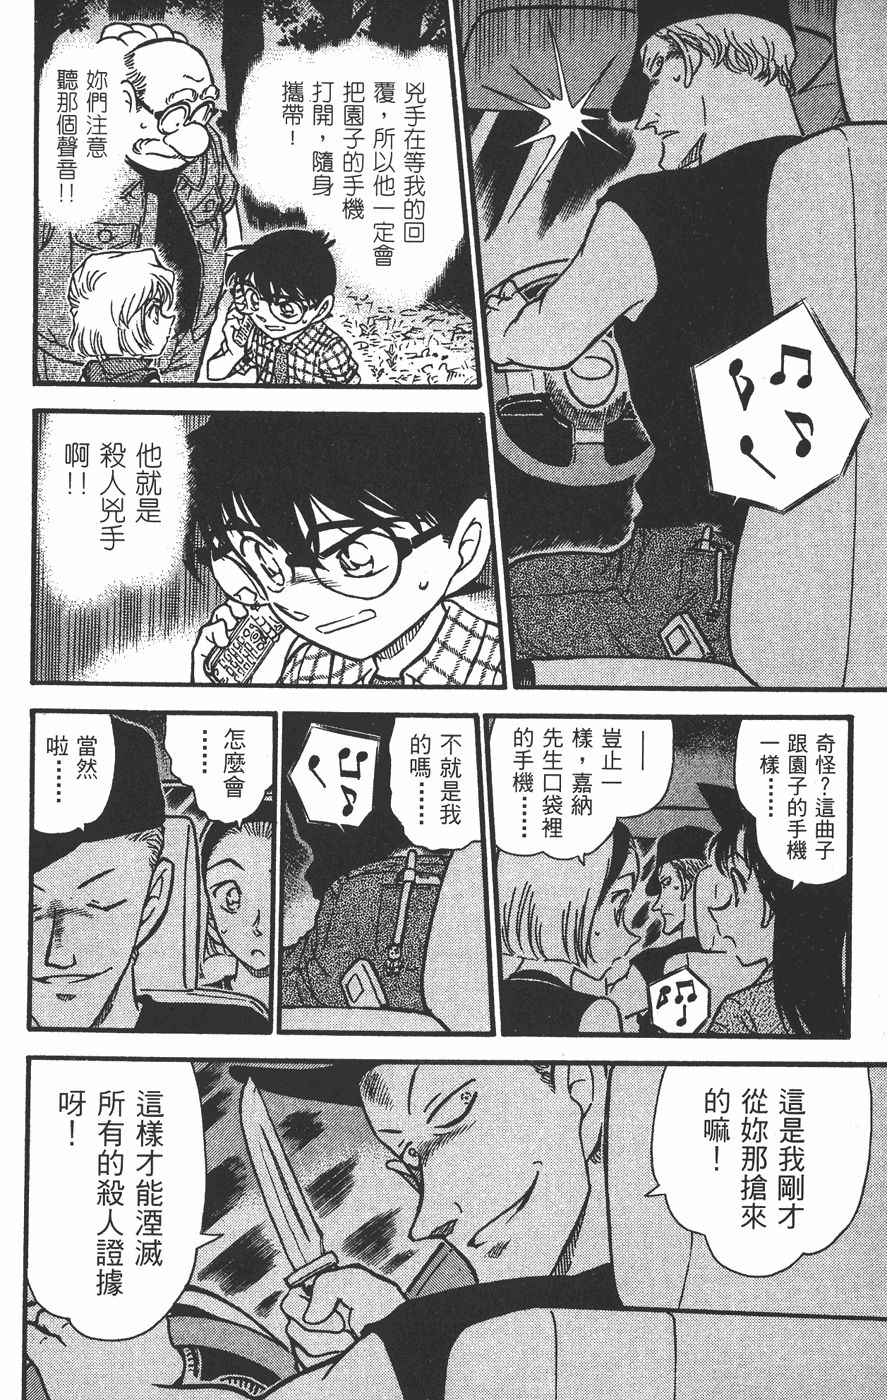 兇手在等我的回
覆，所以他一定會
把園子的手機
打開，隨身
攜帶！
妳們注意
聽那個聲音!!
他就是
殺人兇手
啊!!
奇怪？這曲子
跟園子的手機
一樣……
——
豈止一
樣，嘉納
先生口袋裡
的手機……
不就是我
的嗎……
怎麼會
……
當然
啦……
這是我剛才
從妳那搶來
的嘛！
這樣才能湮滅
所有的殺人證據
呀！